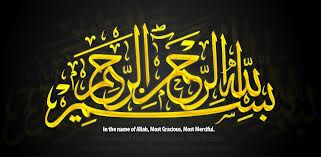 بسم الله الرحمن الرحيم
In the name of Allah, Most Gracious, Most Merciful.